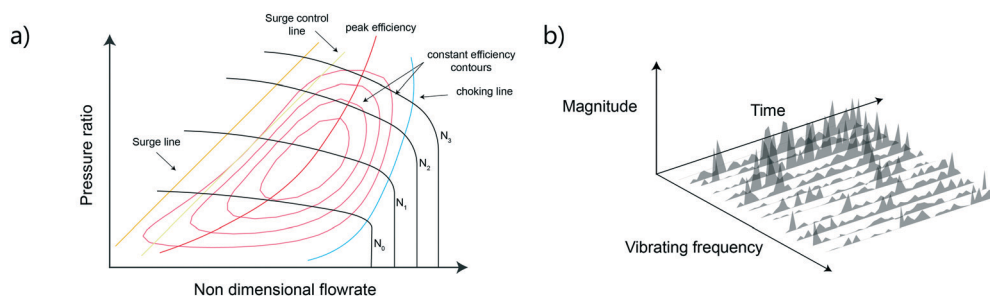 a)
Surge control
line
peak efficiency
constant efficiency
contours
choking line
Surge line
N3
N2
N1
N0
Pressure ratio
Non dimensional flowrate
b)
Magnitude
Time
Vibrating frequency